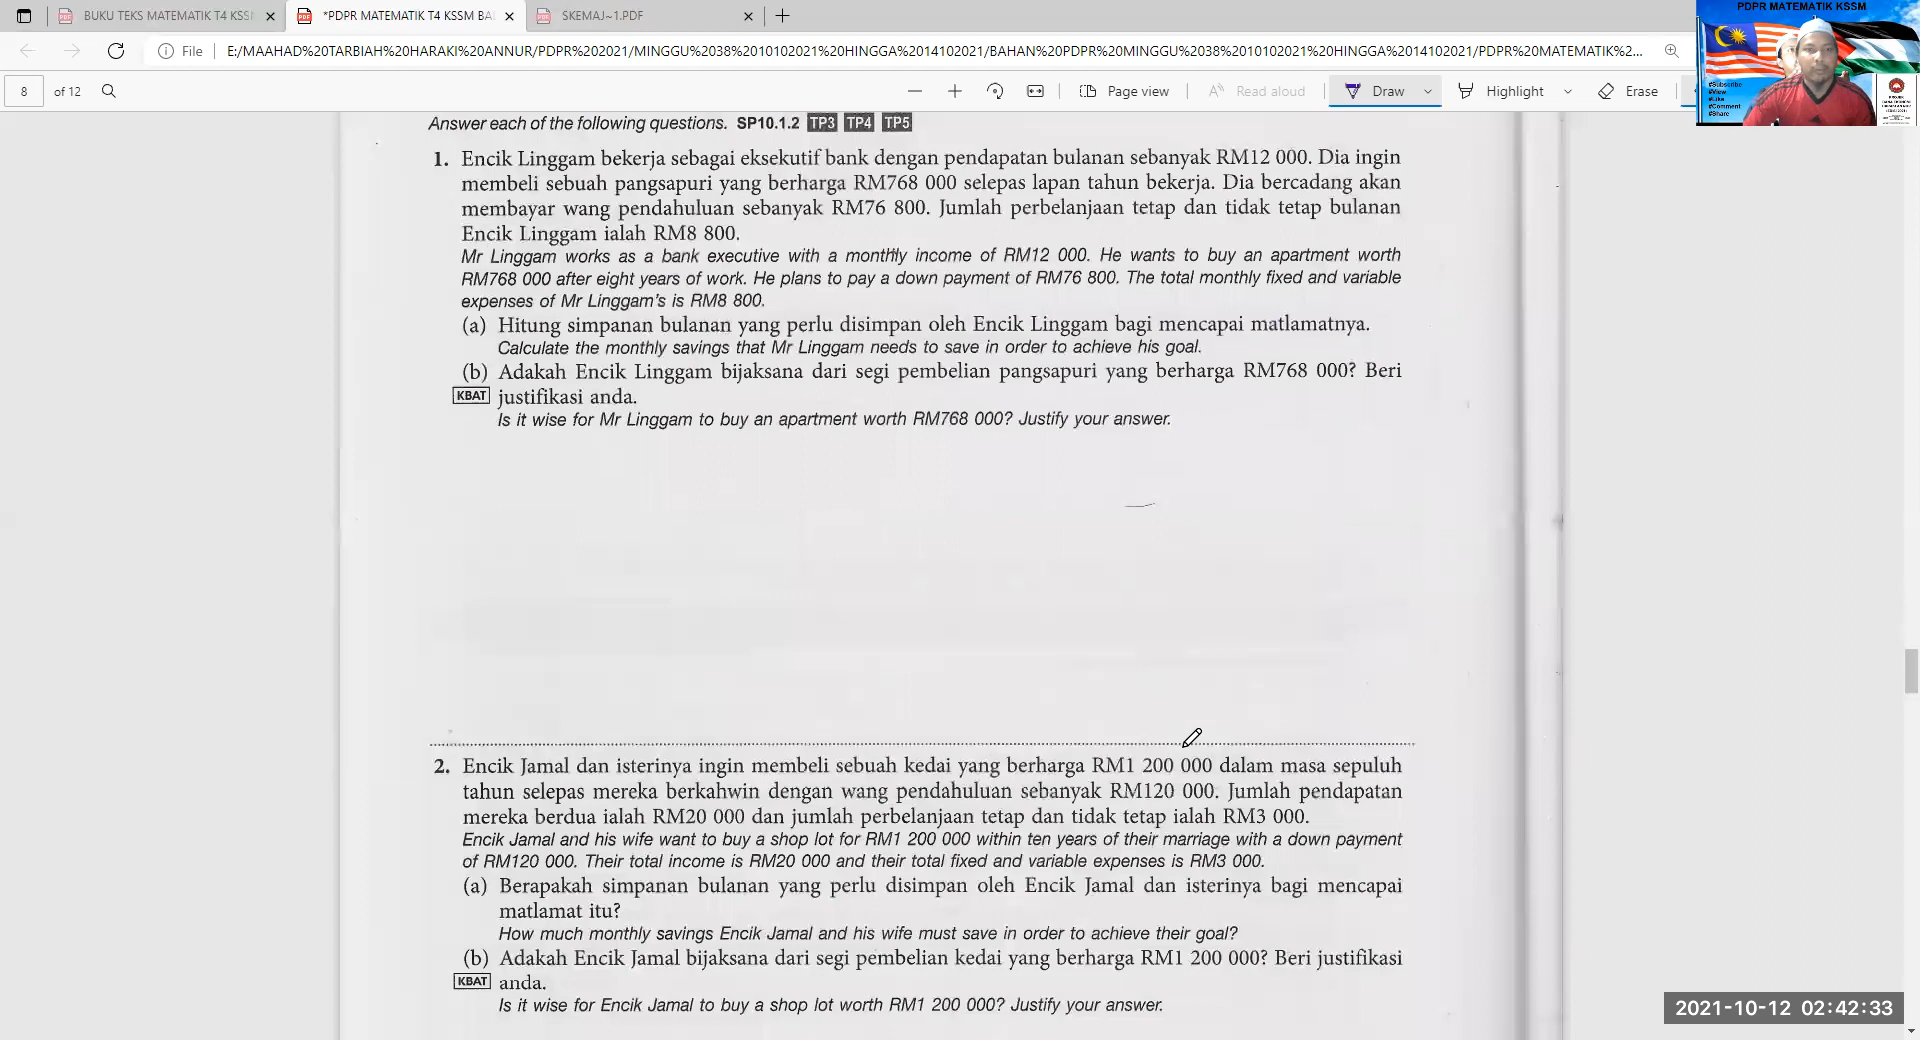 BUKU TEKS MATEMATIK T4 KSS
*PDPR MATEMATIK T4 KSSM BA
SKEMAJ~1.PDF
PDPR MATEMATIK KSSM
File
E:/MAAHAD%20TARBIAH%20HARAKI%20ANNUR/PDPR%202021/MINGGU%2038%2010102021%20HINGGA%2014102021/BAHAN%20PDPR%20MINGGU%2038%2010102021%20HINGGA%2014102021/PDPR%20MATEMATIK%2...
8 of 12
Page view
Read aloud
Draw
Highlight
Erase
#Subscribe
#View
#Like
#Comment
#Share
Answer each of the following questions. SP10.1.2 TP3 TP4 TP5
1. Encik Linggam bekerja sebagai eksekutif bank dengan pendapatan bulanan sebanyak RM12 000. Dia ingin
membeli sebuah pangsapuri yang berharga RM768 000 selepas lapan tahun bekerja. Dia bercadang akan
membayar wang pendahuluan sebanyak RM76 800. Jumlah perbelanjaan tetap dan tidak tetap bulanan
Encik Linggam ialah RM8 800.
Mr Linggam works as a bank executive with a monthly income of RM12 000. He wants to buy an apartment worth
RM768 000 after eight years of work. He plans to pay a down payment of RM76 800. The total monthly fixed and variable
expenses of Mr Linggam's is RM8 800.
(a) Hitung simpanan bulanan yang perlu disimpan oleh Encik Linggam bagi mencapai matlamatnya.
Calculate the monthly savings that Mr Linggam needs to save in order to achieve his goal.
(b) Adakah Encik Linggam bijaksana dari segi pembelian pangsapuri yang berharga RM768 000? Beri
KBAT justifikasi anda.
Is it wise for Mr Linggam to buy an apartment worth RM768 000? Justify your answer.
2. Encik Jamal dan isterinya ingin membeli sebuah kedai yang berharga RM1 200 000 dalam masa sepuluh
tahun selepas mereka berkahwin dengan wang pendahuluan sebanyak RM120 000. Jumlah pendapatan
mereka berdua ialah RM20 000 dan jumlah perbelanjaan tetap dan tidak tetap ialah RM3 000.
Encik Jamal and his wife want to buy a shop lot for RM1 200 000 within ten years of their marriage with a down payment
of RM120 000. Their total income is RM20 000 and their total fixed and variable expenses is RM3 000.
(a) Berapakah simpanan bulanan yang perlu disimpan oleh Encik Jamal dan isterinya bagi mencapai
matlamat itu?
How much monthly savings Encik Jamal and his wife must save in order to achieve their goal?
(b) Adakah Encik Jamal bijaksana dari segi pembelian kedai yang berharga RM1 200 000? Beri justifikasi
KBAT anda.
Is it wise for Encik Jamal to buy a shop lot worth RM1 200 000? Justify your answer.
2021-10-12 02:42:33